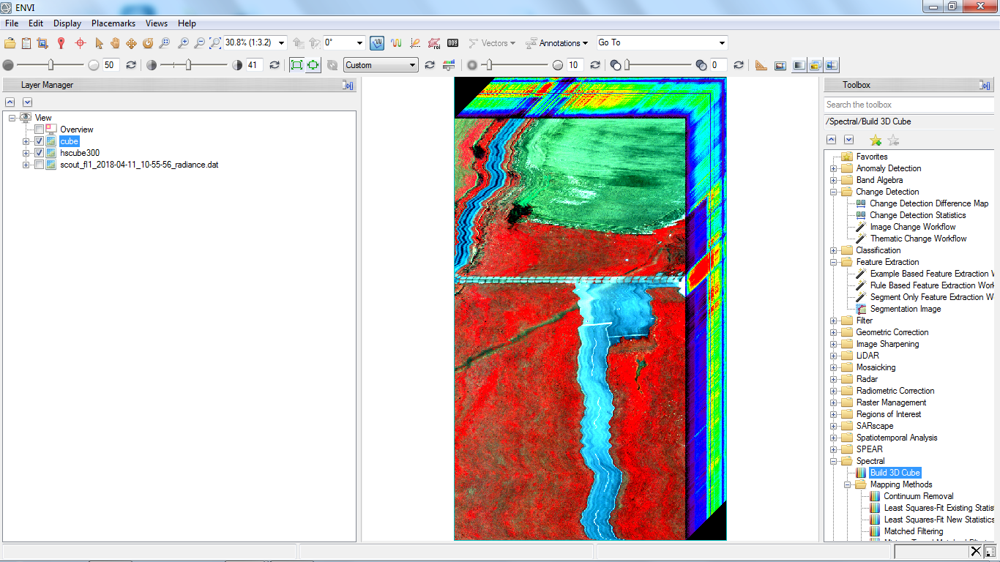 ENVI
File Edit Display Placemarks Views Help
30.8% (1:3.2) 0° Vectors Annotations Go To
50 41 Custom 10 0
Layer Manager
View
Overview
cube
hscube300
scout_fl1_2018-04-11_10-55-56_radiance.dat
Toolbox
Search the toolbox
/Spectral/Build 3D Cube
Favorites
Anomaly Detection
Band Algebra
Change Detection
Change Detection Difference Map
Change Detection Statistics
Image Change Workflow
Thematic Change Workflow
Classification
Feature Extraction
Example Based Feature Extraction W
Rule Based Feature Extraction Work
Segment Only Feature Extraction W
Segmentation Image
Filter
Geometric Correction
Image Sharpening
LiDAR
Mosaicking
Radar
Radiometric Correction
Raster Management
Regions of Interest
SARscape
Spatiotemporal Analysis
SPEAR
Spectral
Build 3D Cube
Mapping Methods
Continuum Removal
Least Squares-Fit Existing Statis
Least Squares-Fit New Statistics
Matched Filtering